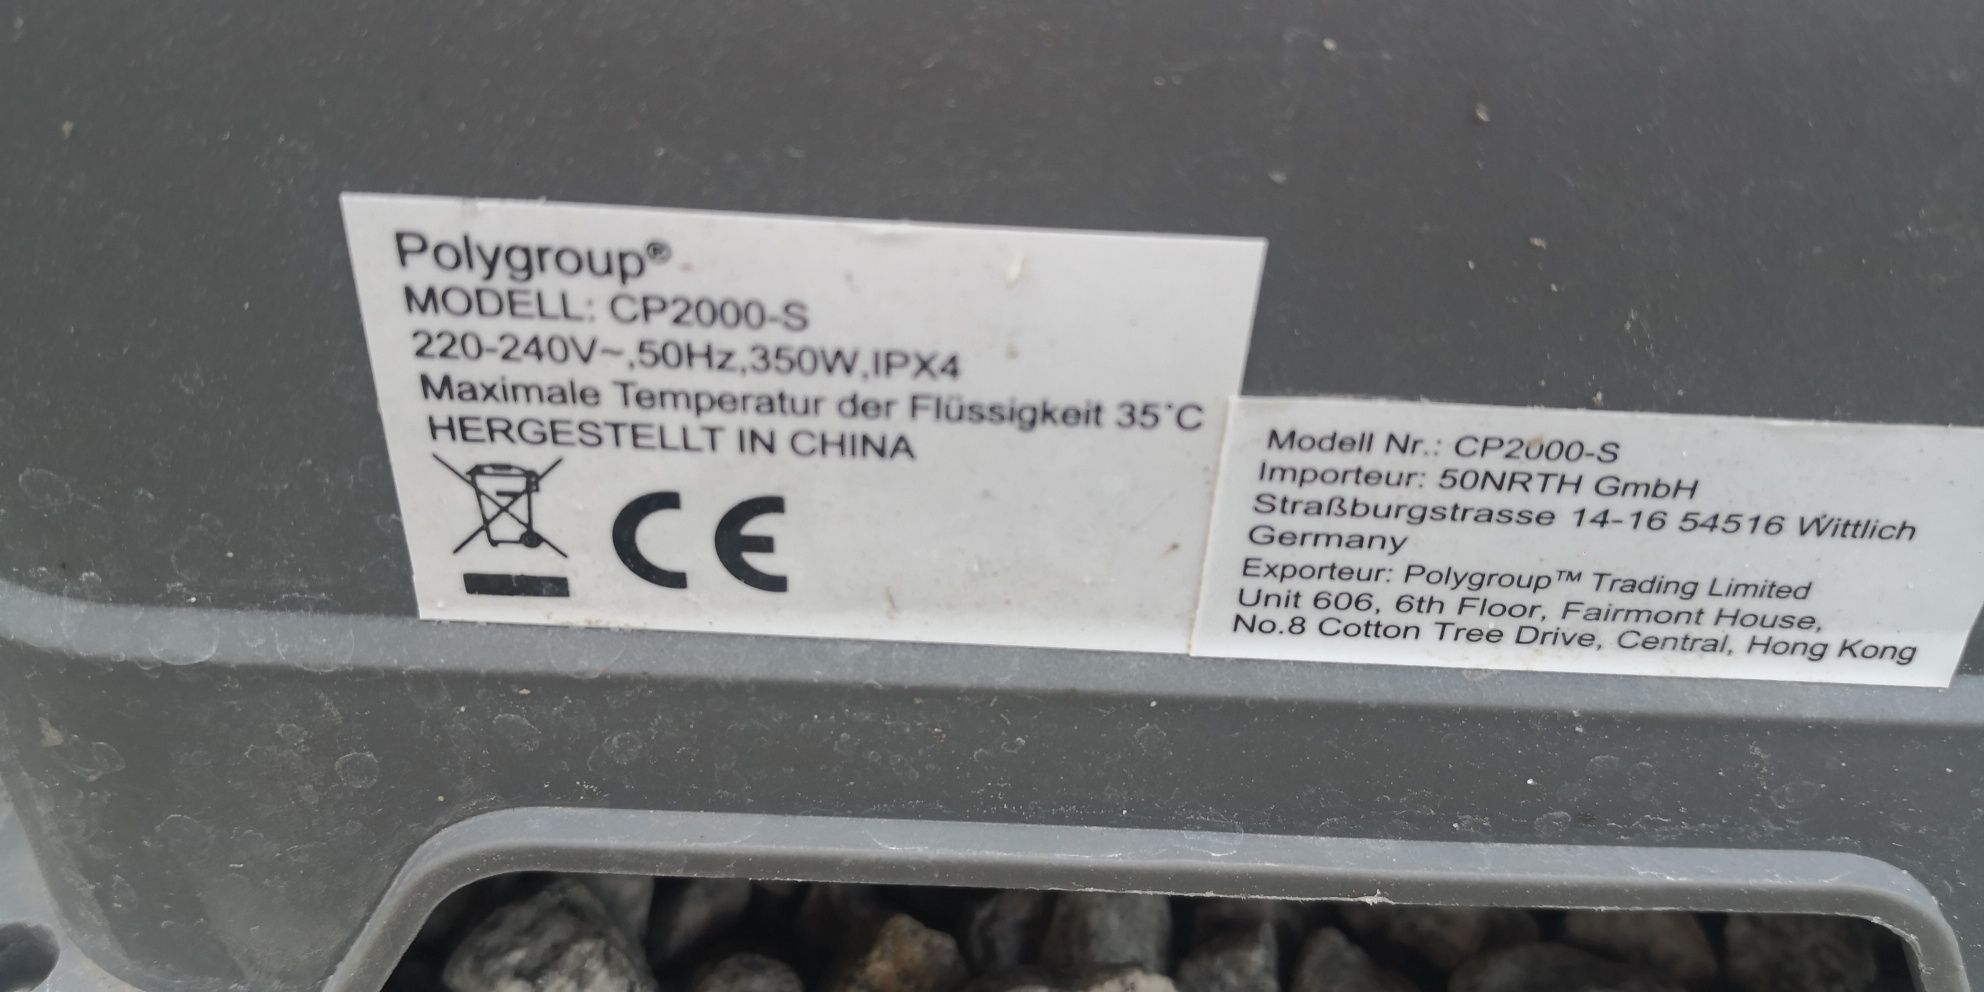 Polygroup®
MODELL: CP2000-S
220-240V~,50Hz,350W,IPX4
Maximale Temperatur der Flüssigkeit 35°C
HERGESTELLT IN CHINA
CE
Modell Nr.: CP2000-S
Importeur: 50NRTH GmbH
Straßburgstrasse 14-16 54516 Wittlich
Germany
Exporteur: Polygroup™ Trading Limited
Unit 606, 6th Floor, Fairmont House,
No.8 Cotton Tree Drive, Central, Hong Kong